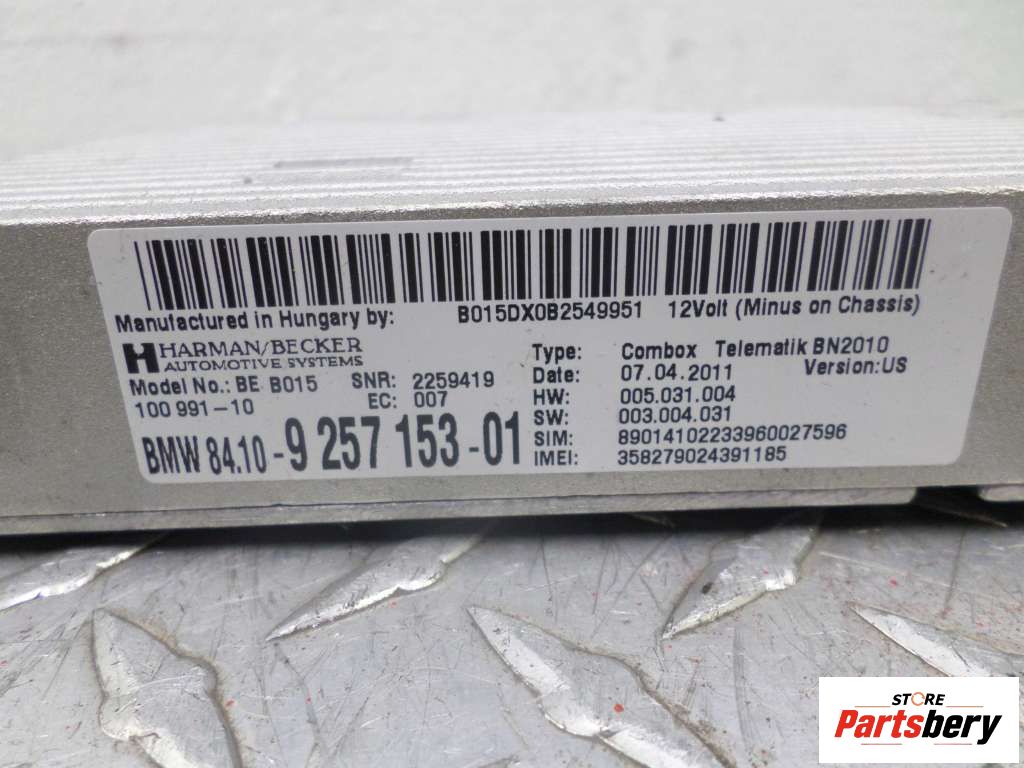 Manufactured in Hungary by: B015DX0B2549951 12Volt (Minus on Chassis)
HARMAN/BECKER
AUTOMOTIVE SYSTEMS
Model No.: BE B015 SNR: 2259419
100 991-10 EC: 007
BMW 84.10-9 257 153-01
Type: Combox Telematik BN2010
Date: 07.04.2011 Version:US
HW: 005.031.004
SW: 003.004.031
SIM: 89014102233960027596
IMEI: 358279024391185
STORE
Partsbery